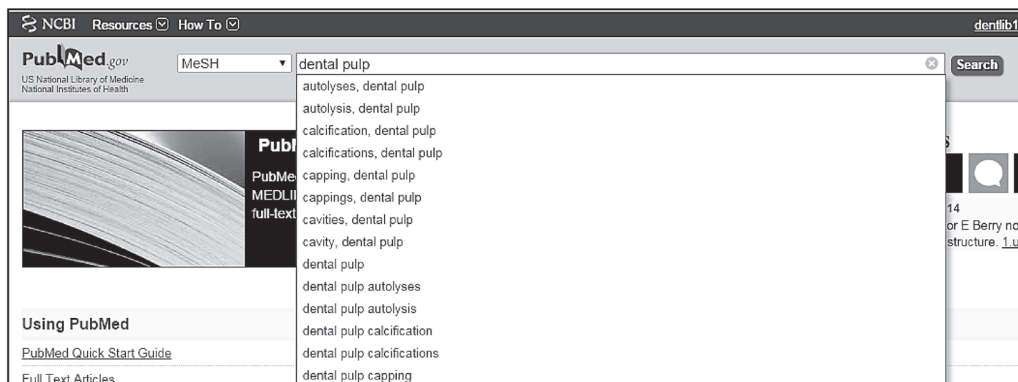 NCBI Resources How To dentlib1
PubMed.gov
US National Library of Medicine
National Institutes of Health
MeSH dental pulp Search
autolyses, dental pulp
autolysis, dental pulp
calcification, dental pulp
calcifications, dental pulp
capping, dental pulp
cappings, dental pulp
cavities, dental pulp
cavity, dental pulp
dental pulp
dental pulp autolyses
dental pulp autolysis
dental pulp calcification
dental pulp calcifications
dental pulp capping
PubM
PubMe
MEDLI
full-text
14
or E Berry no
structure. 1.u
Using PubMed
PubMed Quick Start Guide
Full Text Articles